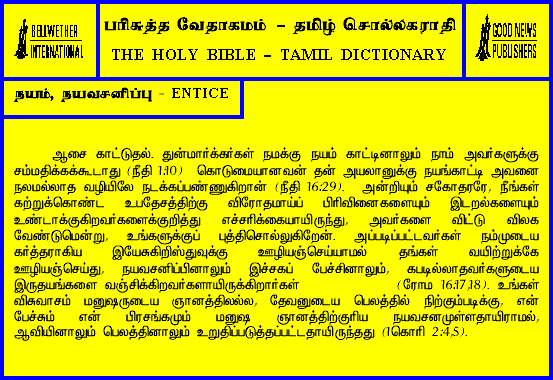 BELLWETHER
INTERNATIONAL
பரிசுத்த வேதாகமம் – தமிழ் சொல்லகராதி
THE HOLY BIBLE – TAMIL DICTIONARY
GOOD NEWS
PUBLISHERS
நயம், நயவசனிப்பு - ENTICE
ஆசை காட்டுதல். துன்மார்க்கர்கள் நமக்கு நயம் காட்டினாலும் நாம் அவர்களுக்கு
சம்மதிக்கக்கூடாது (நீதி 1:10) கொடுமையானவன் தன் அயலானுக்கு நயங்காட்டி அவனை
நலமல்லாத வழியிலே நடக்கப்பண்ணுகிறான் (நீதி 16:29). அன்றியும் சகோதரரே, நீங்கள்
கற்றுக்கொண்ட உபதேசத்திற்கு விரோதமாய்ப் பிரிவினைகளையும் இடறல்களையும்
உண்டாக்குகிறவர்களைக்குறித்து எச்சரிக்கையாயிருந்து, அவர்களை விட்டு விலக
வேண்டுமென்று, உங்களுக்குப் புத்திசொல்லுகிறேன். அப்படிப்பட்டவர்கள் நம்முடைய
கர்த்தராகிய இயேசுகிறிஸ்துவுக்கு ஊழியஞ்செய்யாமல் தங்கள் வயிற்றுக்கே
ஊழியஞ்செய்து, நயவசனிப்பினாலும் இச்சகப் பேச்சினாலும், கபடில்லாதவர்களுடைய
இருதயங்களை வஞ்சிக்கிறவர்களாயிருக்கிறார்கள் (ரோம 16:17,18). உங்கள்
விசுவாசம் மனுஷருடைய ஞானத்திலல்ல, தேவனுடைய பெலத்தில் நிற்கும்படிக்கு, என்
பேச்சும் என் பிரசங்கமும் மனுஷ ஞானத்திற்குரிய நயவசனமுள்ளதாயிராமல்,
ஆவியினாலும் பெலத்தினாலும் உறுதிப்படுத்தப்பட்டதாயிருந்தது (1கொரி 2:4,5).